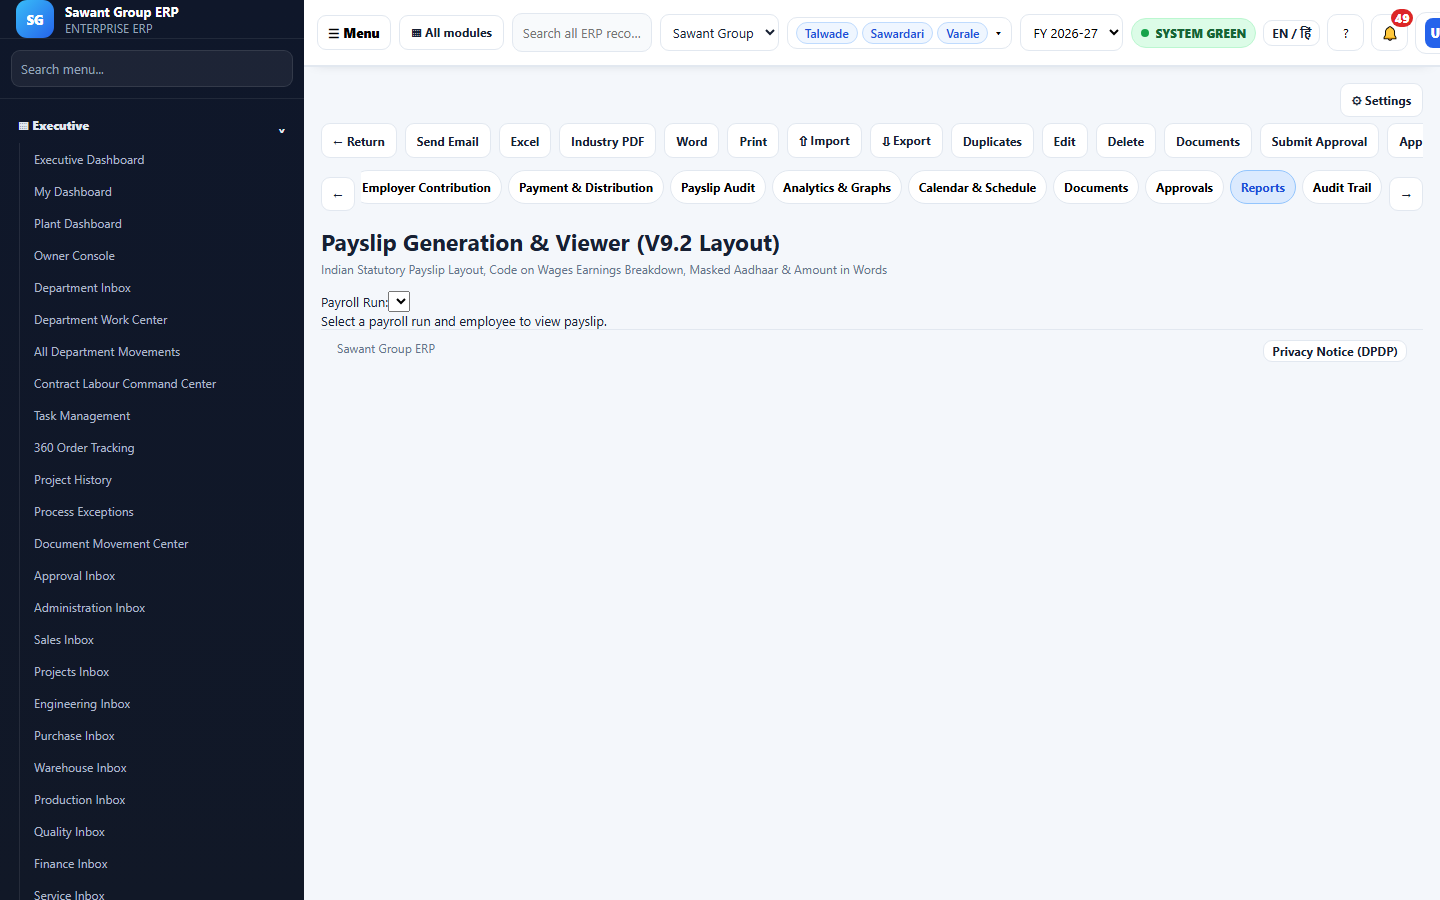 SG
Sawant Group ERP
ENTERPRISE ERP
Search menu...
Executive
Executive Dashboard
My Dashboard
Plant Dashboard
Owner Console
Department Inbox
Department Work Center
All Department Movements
Contract Labour Command Center
Task Management
360 Order Tracking
Project History
Process Exceptions
Document Movement Center
Approval Inbox
Administration Inbox
Sales Inbox
Projects Inbox
Engineering Inbox
Purchase Inbox
Warehouse Inbox
Production Inbox
Quality Inbox
Finance Inbox
Service Inbox
☰ Menu
All modules
Search all ERP reco...
Sawant Group
Talwade Sawardari Varale
FY 2026-27
SYSTEM GREEN
EN / हिं
?
49
U
⚙ Settings
← Return
Send Email
Excel
Industry PDF
Word
Print
⇧ Import
⇩ Export
Duplicates
Edit
Delete
Documents
Submit Approval
App
←
Employer Contribution
Payment & Distribution
Payslip Audit
Analytics & Graphs
Calendar & Schedule
Documents
Approvals
Reports
Audit Trail
→
Payslip Generation & Viewer (V9.2 Layout)
Indian Statutory Payslip Layout, Code on Wages Earnings Breakdown, Masked Aadhaar & Amount in Words
Payroll Run:
Select a payroll run and employee to view payslip.
Sawant Group ERP
Privacy Notice (DPDP)